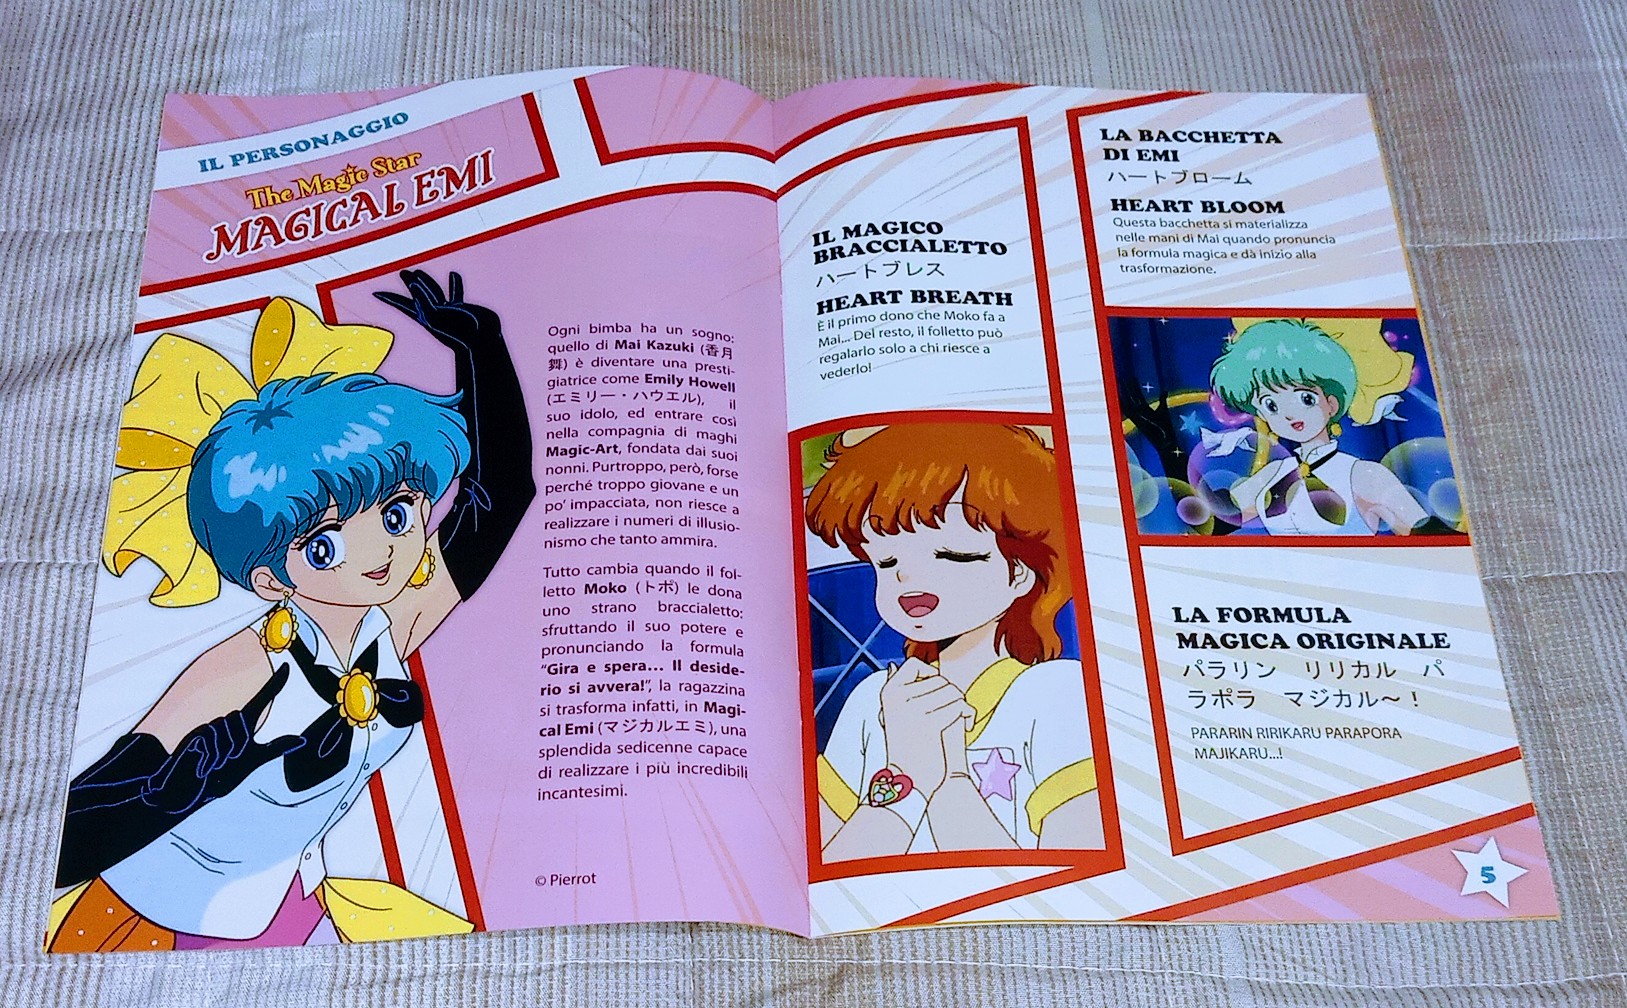 IL PERSONAGGIO
The Magic Star
MAGICAL EMI
Ogni bimba ha un sogno:
quello di Mai Kazuki (香月
舞) è diventare una presti-
giatrice come Emily Howell
(エミリー・ハウエル), il
suo idolo, ed entrare così
nella compagnia di maghi
Magic-Art, fondata dai suoi
nonni. Purtroppo, però, forse
perché troppo giovane e un
po' impacciata, non riesce a
realizzare i numeri di illusio-
nismo che tanto ammira.
Tutto cambia quando il fol-
letto Moko (トポ) le dona
uno strano braccialetto:
sfruttando il suo potere e
pronunciando la formula
"Gira e spera... Il deside-
rio si avvera!", la ragazzina
si trasforma infatti, in Magi-
cal Emi (マジカルエミ), una
splendida sedicenne capace
di realizzare i più incredibili
incantesimi.
© Pierrot
IL MAGICO
BRACCIALETTO
ハートブレス
HEART BREATH
È il primo dono che Moko fa a
Mai... Del resto, il folletto può
regalarlo solo a chi riesce a
vederlo!
LA BACCHETTA
DI EMI
ハートブローム
HEART BLOOM
Questa bacchetta si materializza
nelle mani di Mai quando pronuncia
la formula magica e dà inizio alla
trasformazione.
LA FORMULA
MAGICA ORIGINALE
パラリン　リリカル　パ
ラポラ　マジカル～！
PARARIN RIRIKARU PARAPORA
MAJIKARU...!
5